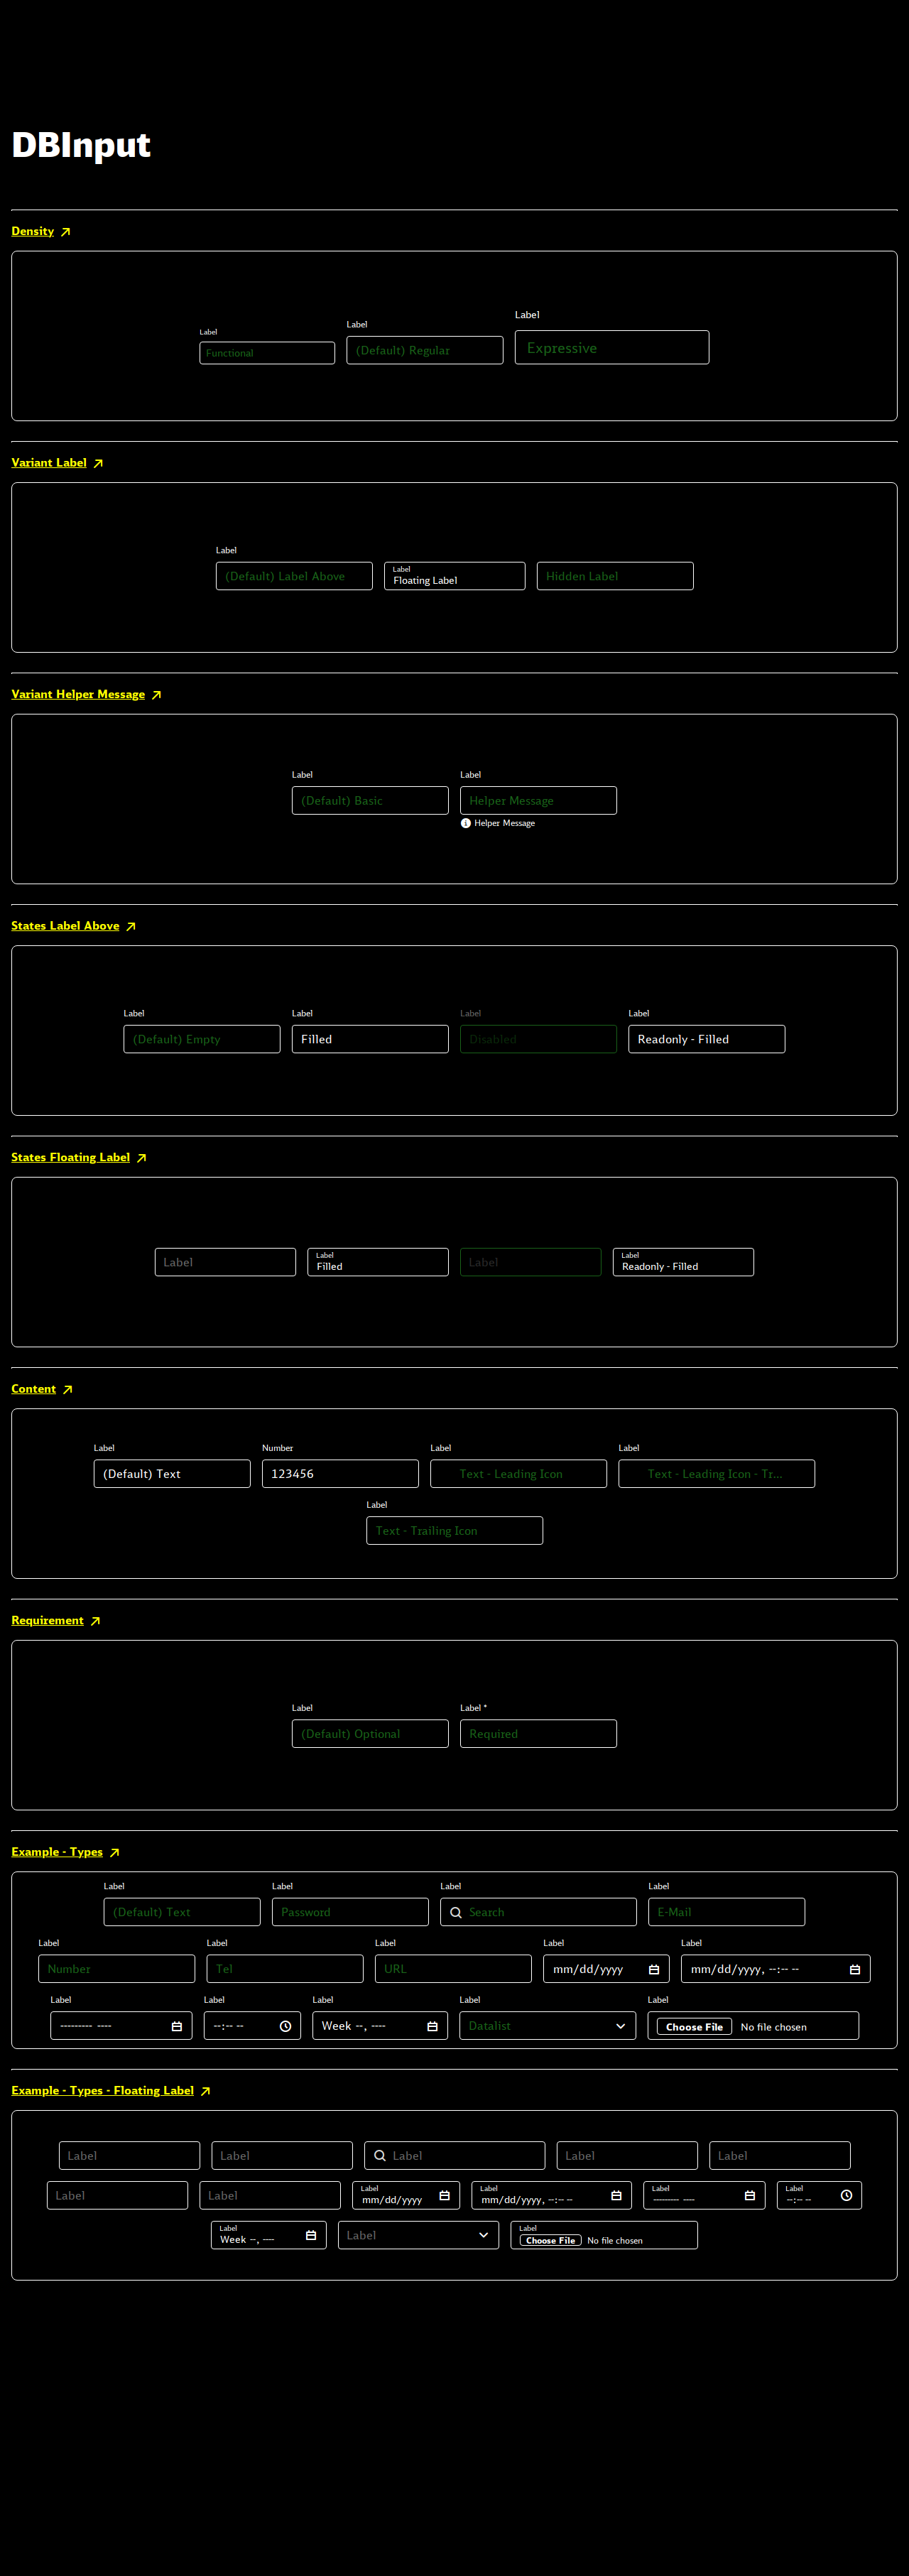 DBInput
Density
Label Label Label
Functional (Default) Regular Expressive
Variant Label
Label
(Default) Label Above Label Floating Label Hidden Label
Variant Helper Message
Label Label
(Default) Basic Helper Message
Helper Message
States Label Above
Label Label Label Label
(Default) Empty Filled Disabled Readonly - Filled
States Floating Label
Label Label Filled Label Label Readonly - Filled
Content
Label Number Label Label
(Default) Text 123456 Text - Leading Icon Text - Leading Icon - Tr...
Label
Text - Trailing Icon
Requirement
Label Label *
(Default) Optional Required
Example - Types
Label Label Label Label
(Default) Text Password Search E-Mail
Label Label Label Label Label
Number Tel URL mm/dd/yyyy mm/dd/yyyy, --:-- --
Label Label Label Label Label
--------- ---- --:-- -- Week --, ---- Datalist Choose File No file chosen
Example - Types - Floating Label
Label Label Label Label Label
Label Label Label mm/dd/yyyy Label mm/dd/yyyy, --:-- -- Label --------- ---- Label --:-- --
Label Week --, ---- Label Label Choose File No file chosen